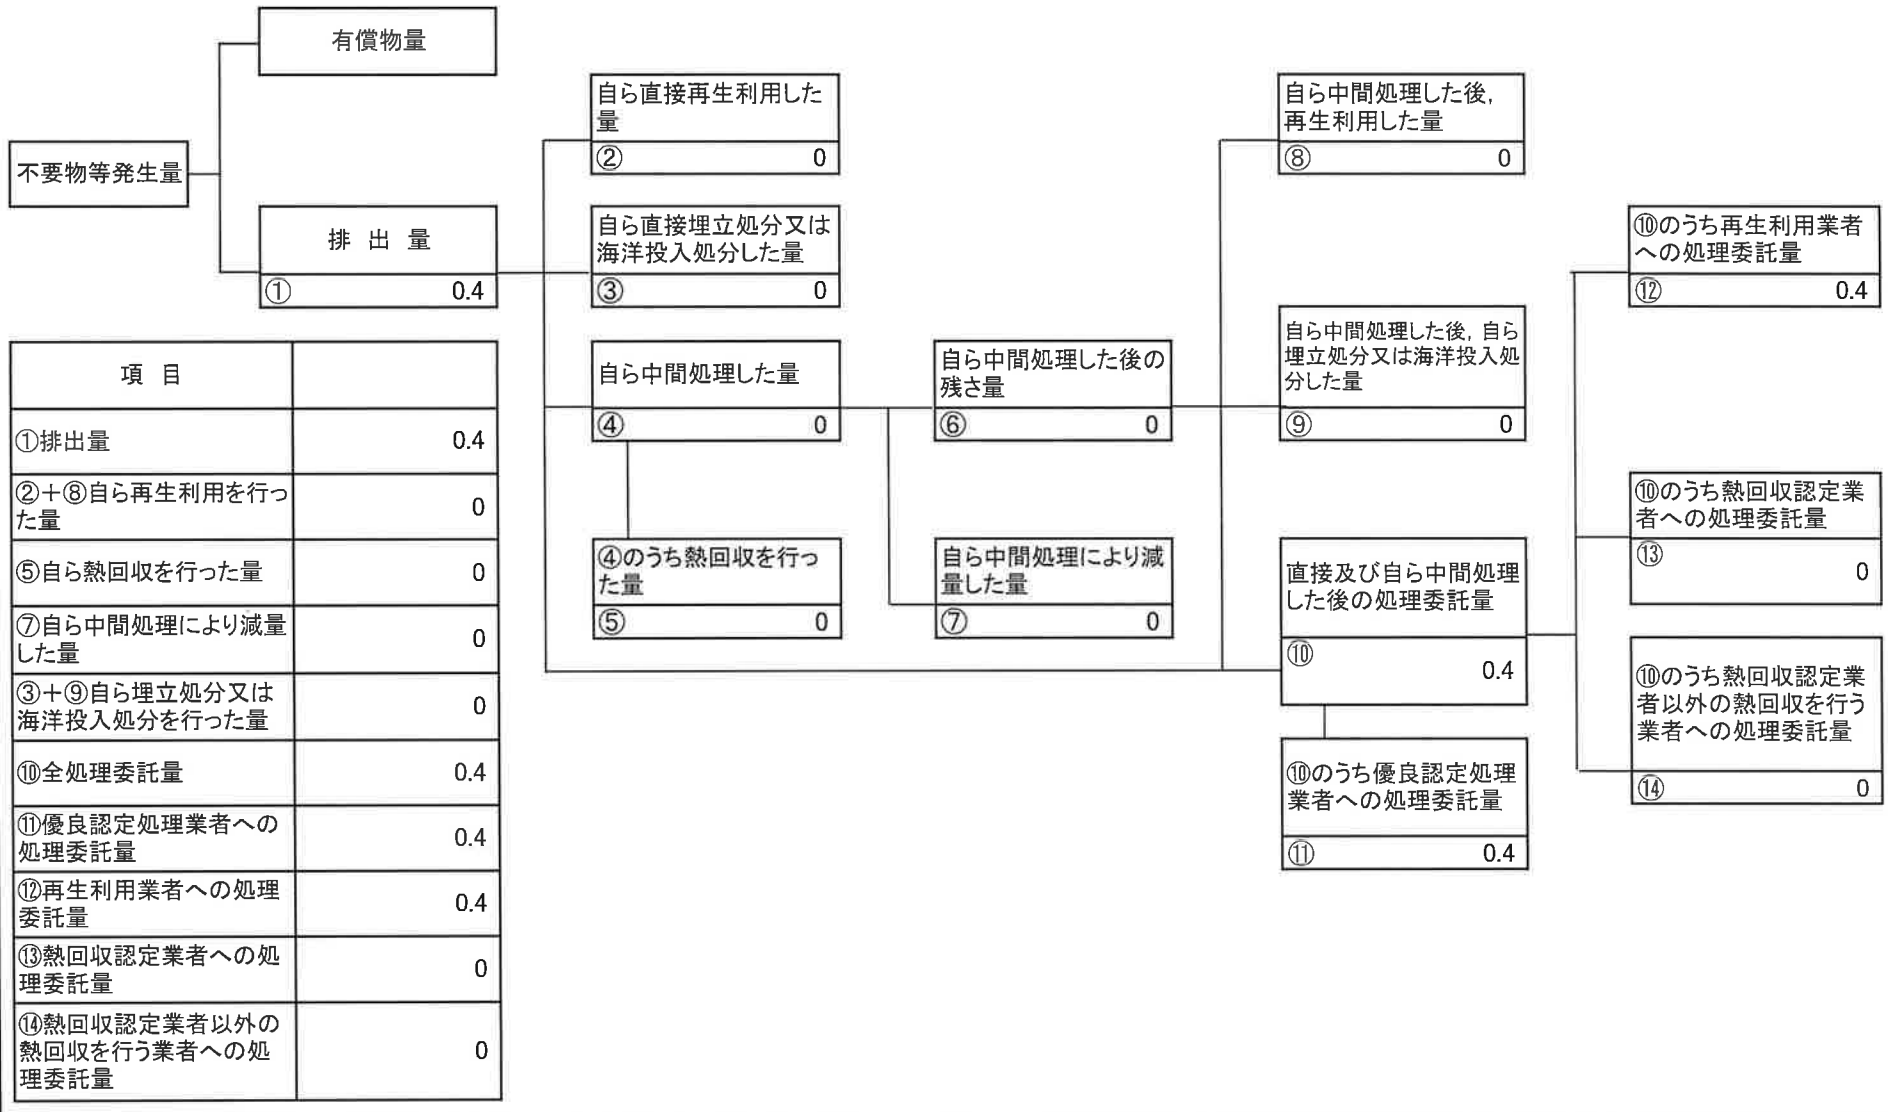 有償物量
不要物等発生量
排 出 量
① 0.4
自ら直接再生利用した
量
② 0
自ら直接埋立処分又は
海洋投入処分した量
③ 0
自ら中間処理した量
④ 0
④のうち熱回収を行っ
た量
⑤ 0
自ら中間処理した後の
残さ量
⑥ 0
自ら中間処理により減
量した量
⑦ 0
自ら中間処理した後,
再生利用した量
⑧ 0
自ら中間処理した後, 自ら
埋立処分又は海洋投入処
分した量
⑨ 0
直接及び自ら中間処理
した後の処理委託量
⑩ 0.4
⑩のうち優良認定処理
業者への処理委託量
⑪ 0.4
⑩のうち再生利用業者
への処理委託量
⑫ 0.4
⑩のうち熱回収認定業
者への処理委託量
⑬ 0
⑩のうち熱回収認定業
者以外の熱回収を行う
業者への処理委託量
⑭ 0
項 目
①排出量 0.4
②+⑧自ら再生利用を行っ
た量 0
⑤自ら熱回収を行った量 0
⑦自ら中間処理により減量
した量 0
③+⑨自ら埋立処分又は
海洋投入処分を行った量 0
⑩全処理委託量 0.4
⑪優良認定処理業者への
処理委託量 0.4
⑫再生利用業者への処理
委託量 0.4
⑬熱回収認定業者への処
理委託量 0
⑭熱回収認定業者以外の
熱回収を行う業者への処
理委託量 0